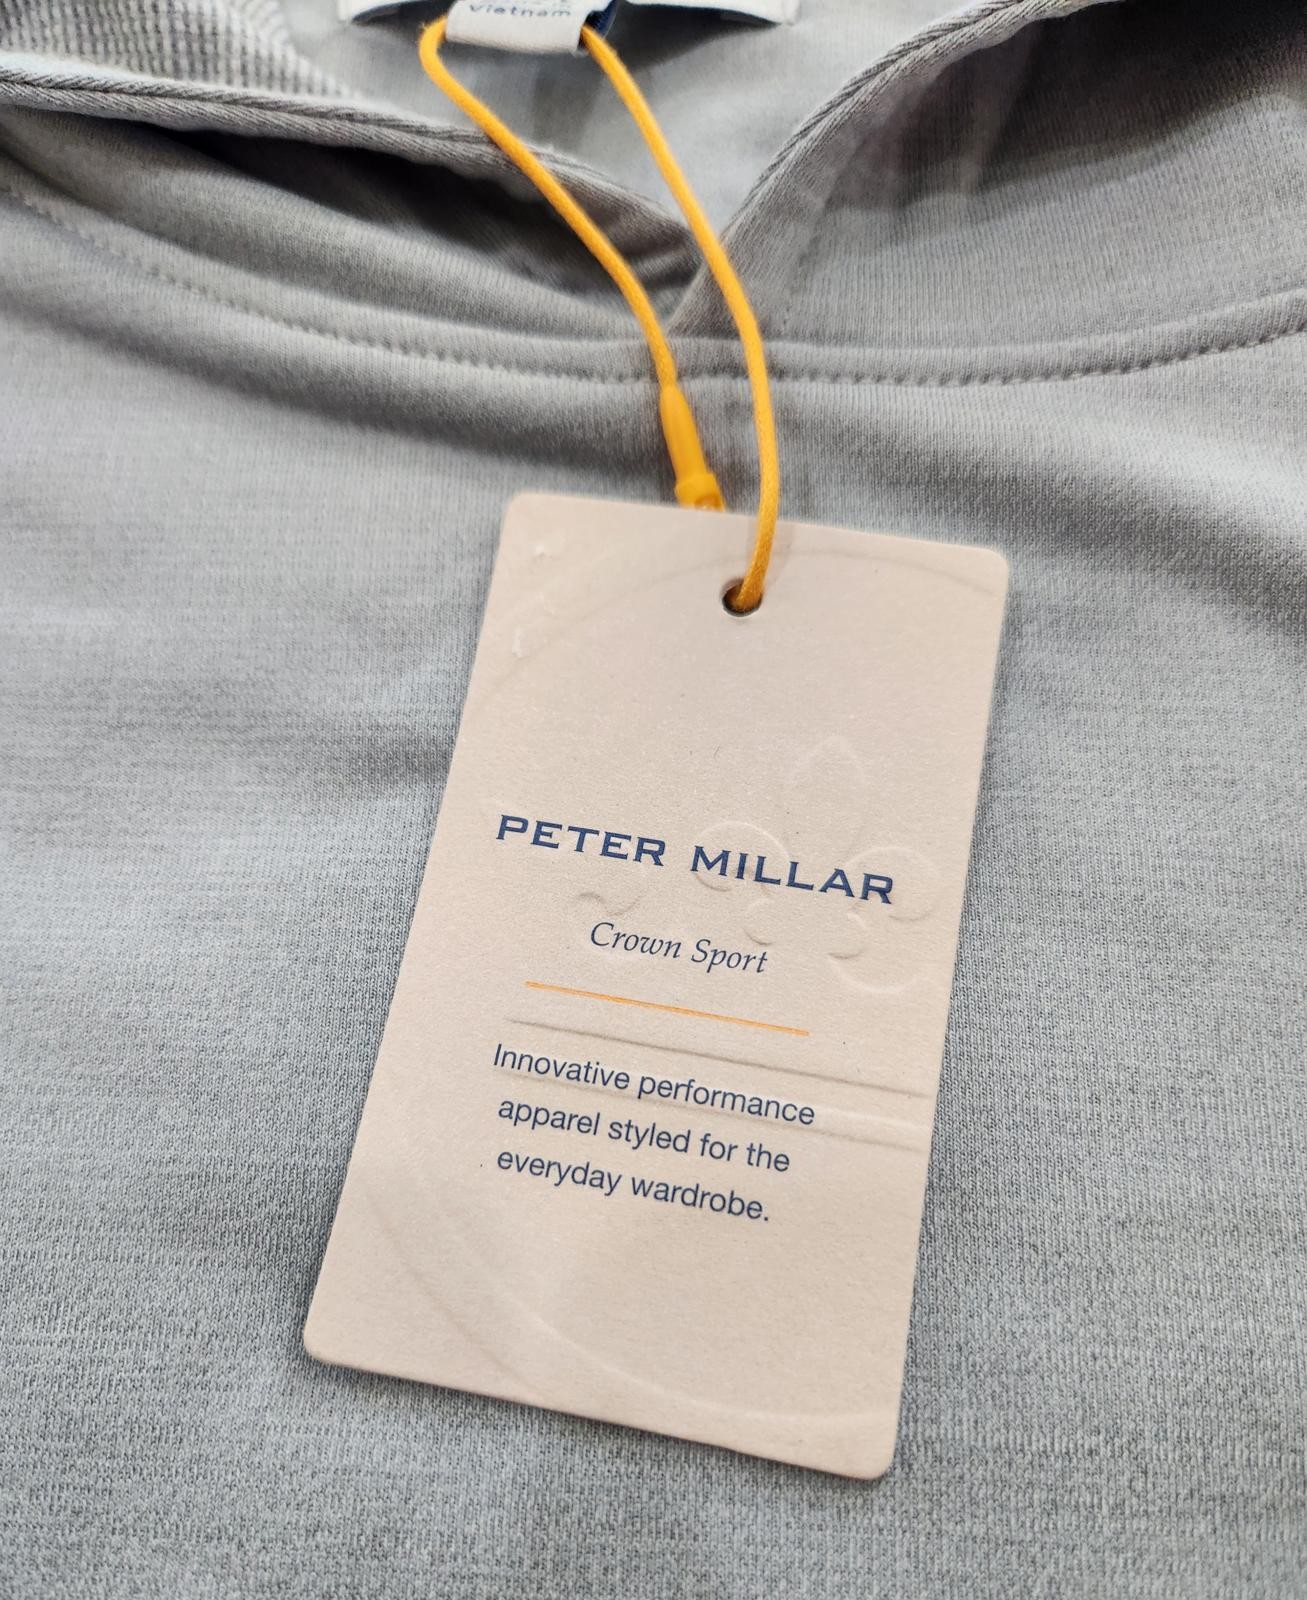 Vietnam
PETER MILLAR
Crown Sport
Innovative performance
apparel styled for the
everyday wardrobe.